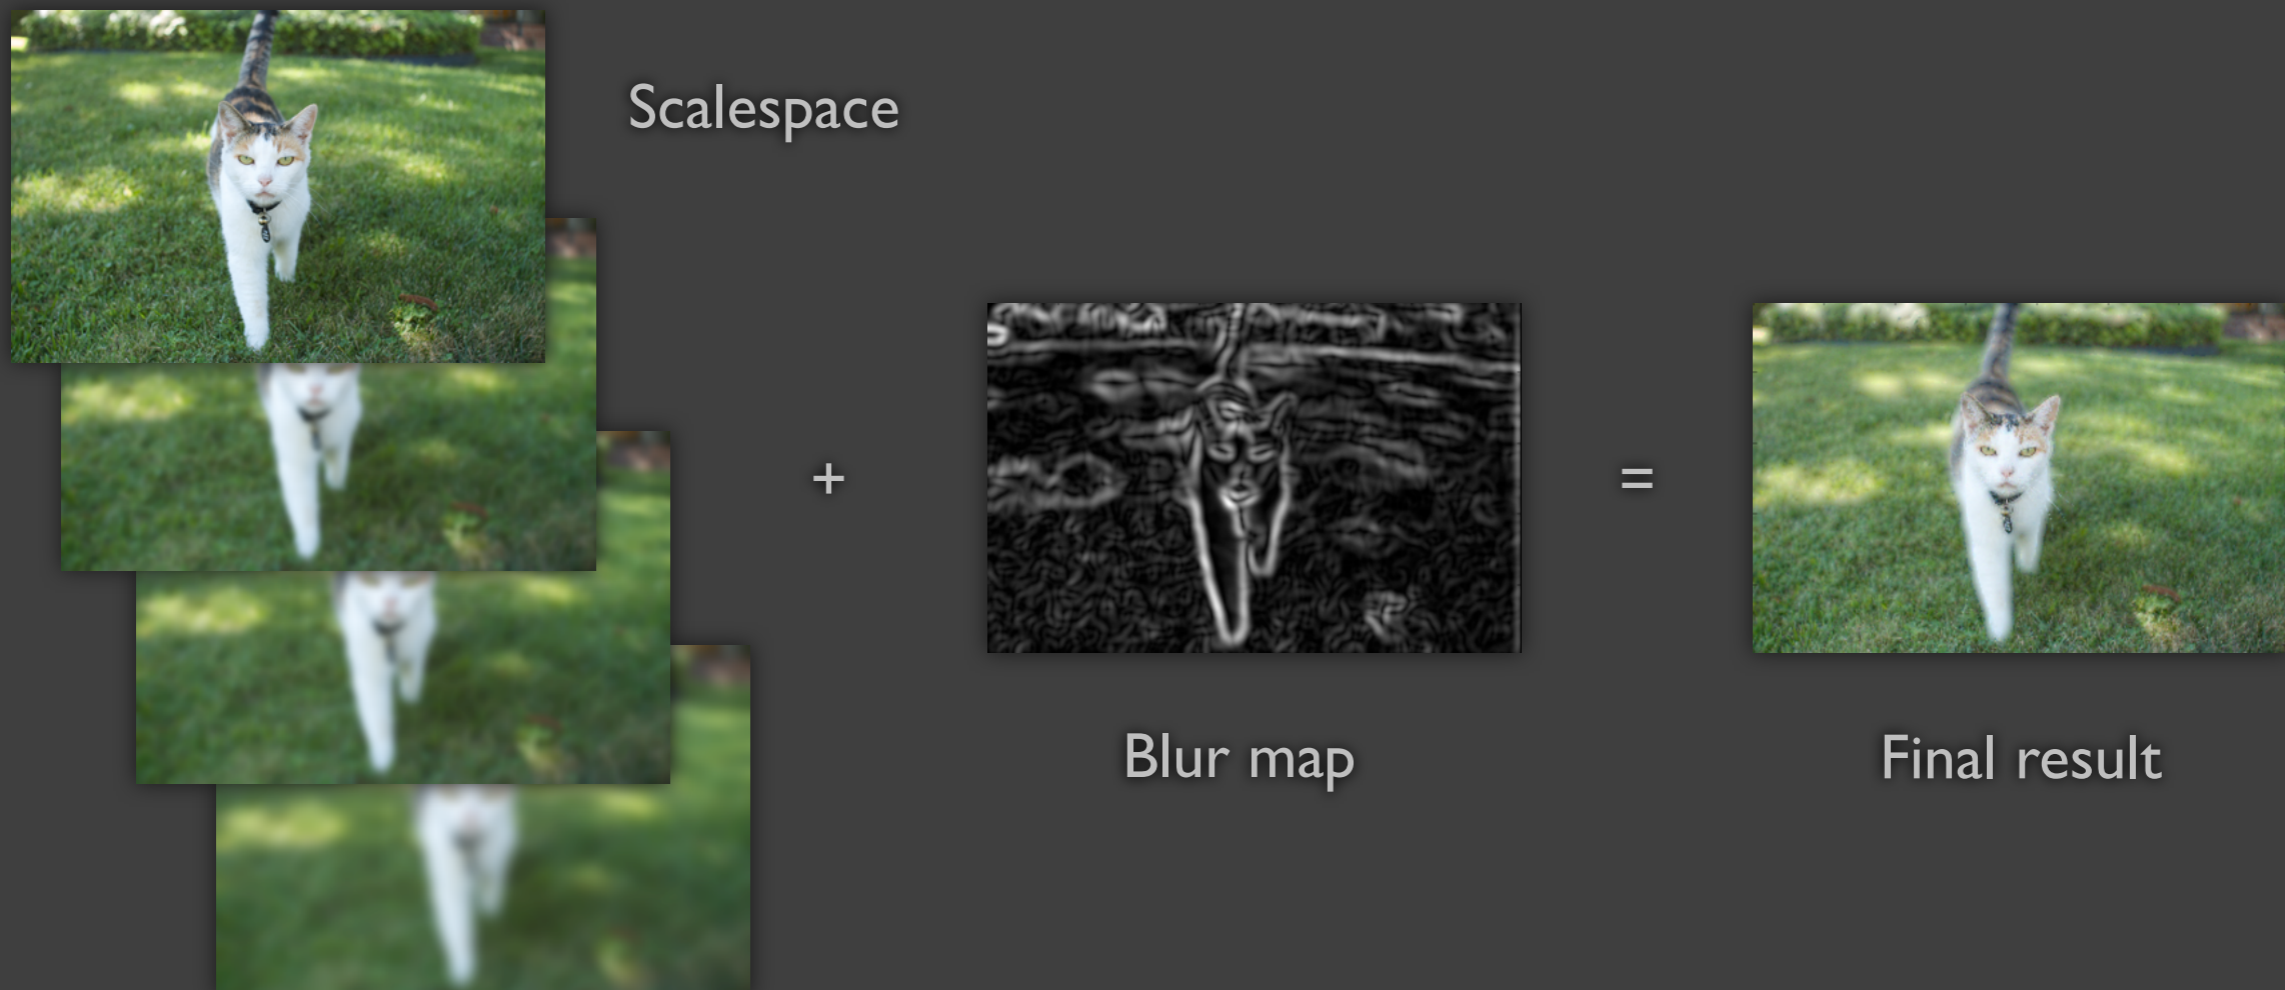 Scalespace
+
=
Blur map
Final result